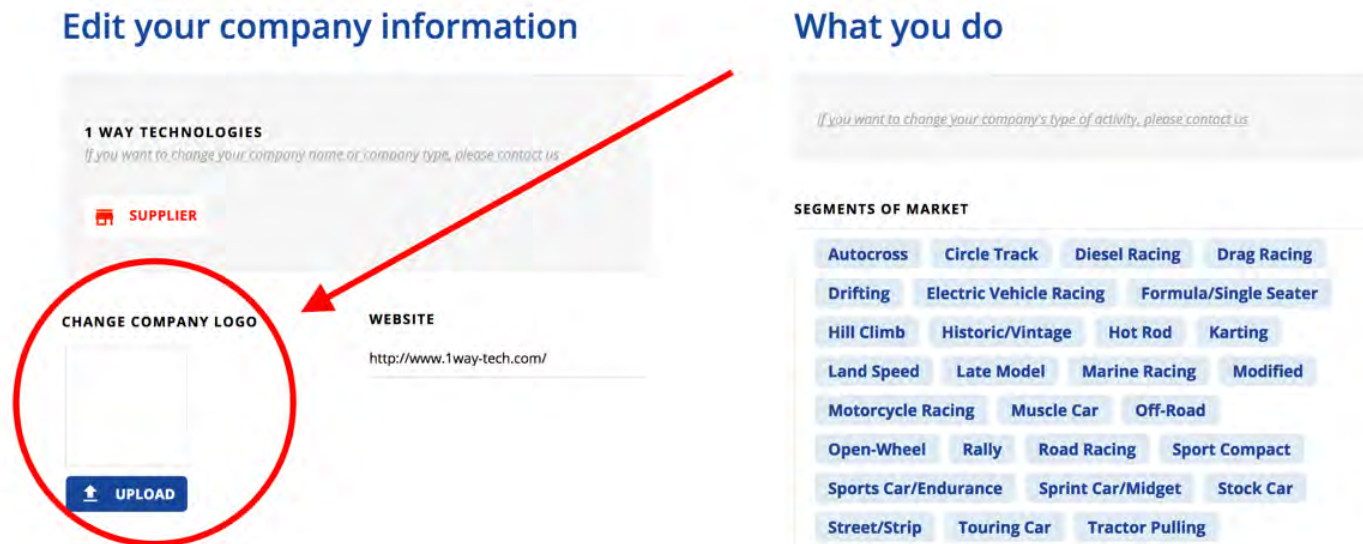 Edit your company information
1 WAY TECHNOLOGIES
If you want to change your company name or company type, please contact us
SUPPLIER
CHANGE COMPANY LOGO
UPLOAD
WEBSITE
http://www.1way-tech.com/
What you do
If you want to change your company's type of activity, please contact us
SEGMENTS OF MARKET
Autocross Circle Track Diesel Racing Drag Racing
Drifting Electric Vehicle Racing Formula/Single Seater
Hill Climb Historic/Vintage Hot Rod Karting
Land Speed Late Model Marine Racing Modified
Motorcycle Racing Muscle Car Off-Road
Open-Wheel Rally Road Racing Sport Compact
Sports Car/Endurance Sprint Car/Midget Stock Car
Street/Strip Touring Car Tractor Pulling